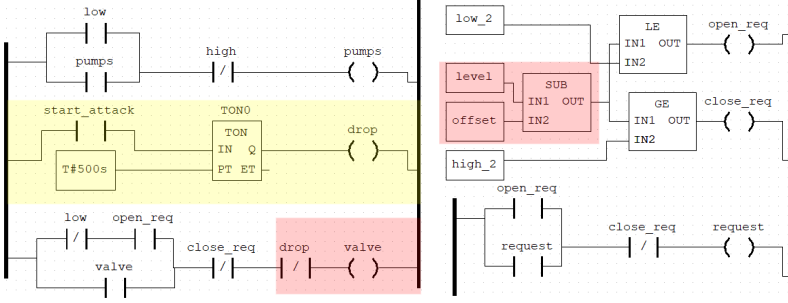 low
pumps
high
/
pumps
start_attack
TON0
TON
IN Q
PT ET
T#500s
drop
low
/
open_req
valve
close_req
/
drop
/
valve
low_2
LE
IN1 OUT
IN2
open_req
level
offset
SUB
IN1 OUT
IN2
GE
IN1 OUT
IN2
close_req
high_2
open_req
request
close_req
/
request